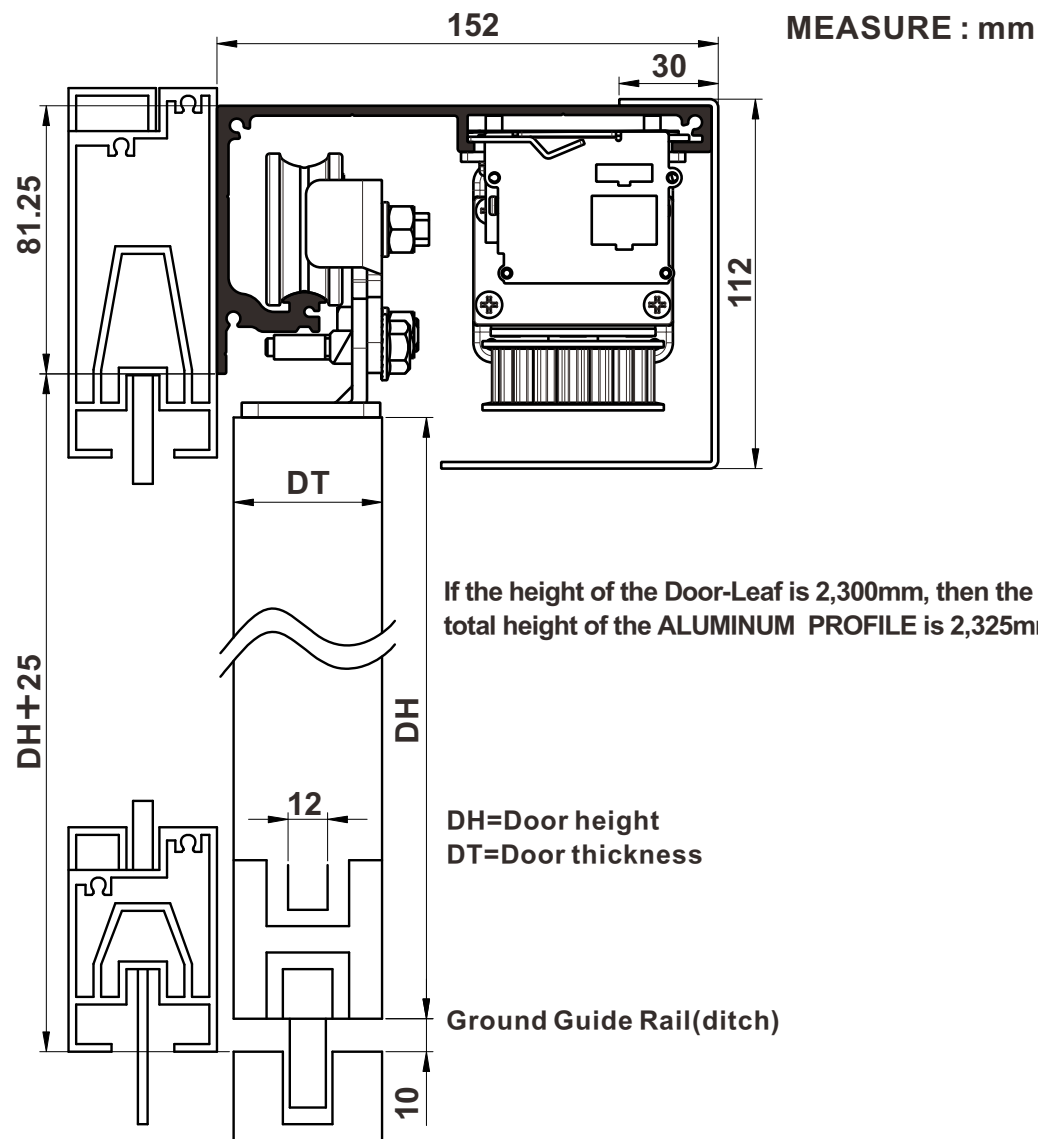 152
MEASURE : mm
30
81.25
112
DT
If the height of the Door-Leaf is 2,300mm, then the
total height of the ALUMINUM PROFILE is 2,325m
DH+25
DH
12
DH=Door height
DT=Door thickness
Ground Guide Rail(ditch)
10